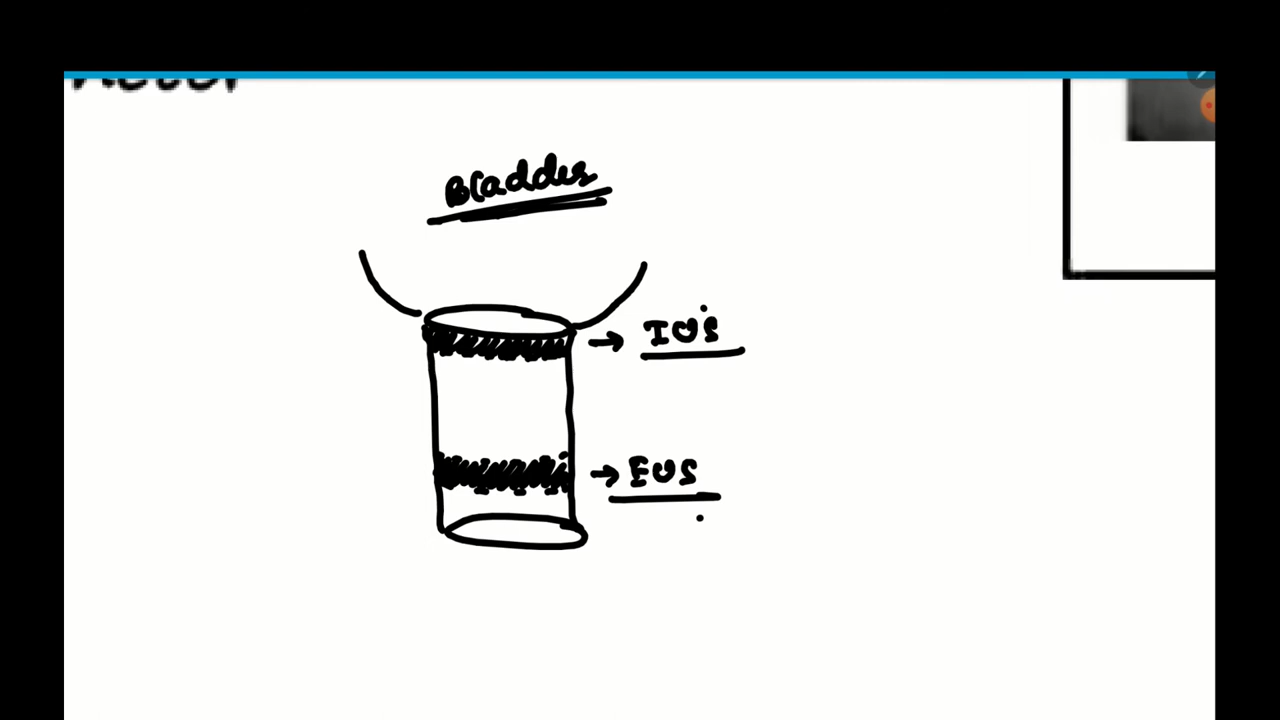 Bladder
→ IUS
→ EUS